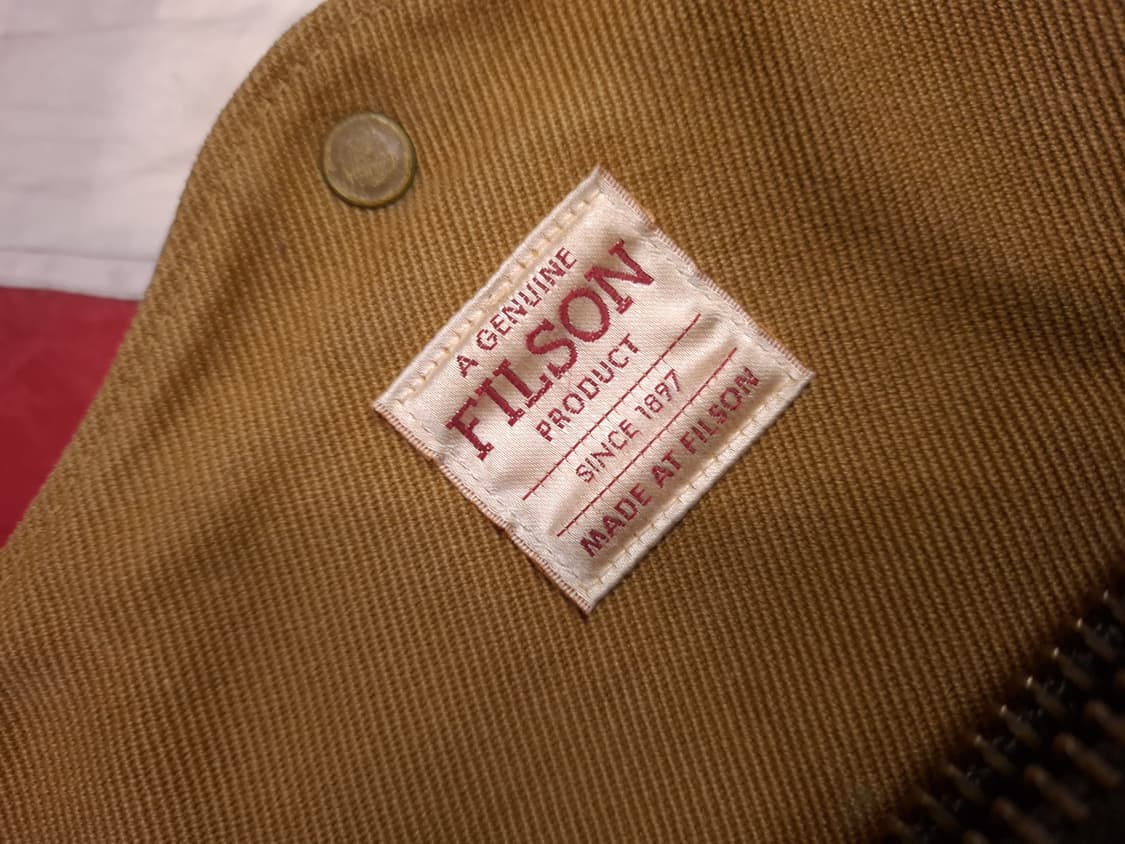 A GENUINE
FILSON
PRODUCT
SINCE 1897
MADE AT FILSON